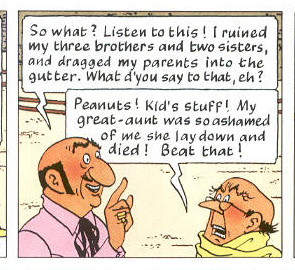 So what? Listen to this! I ruined
my three brothers and two sisters,
and dragged my parents into the
gutter. What d'you say to that, eh?
Peanuts! Kid's stuff! My
great-aunt was so ashamed
of me she lay down and
died! Beat that!